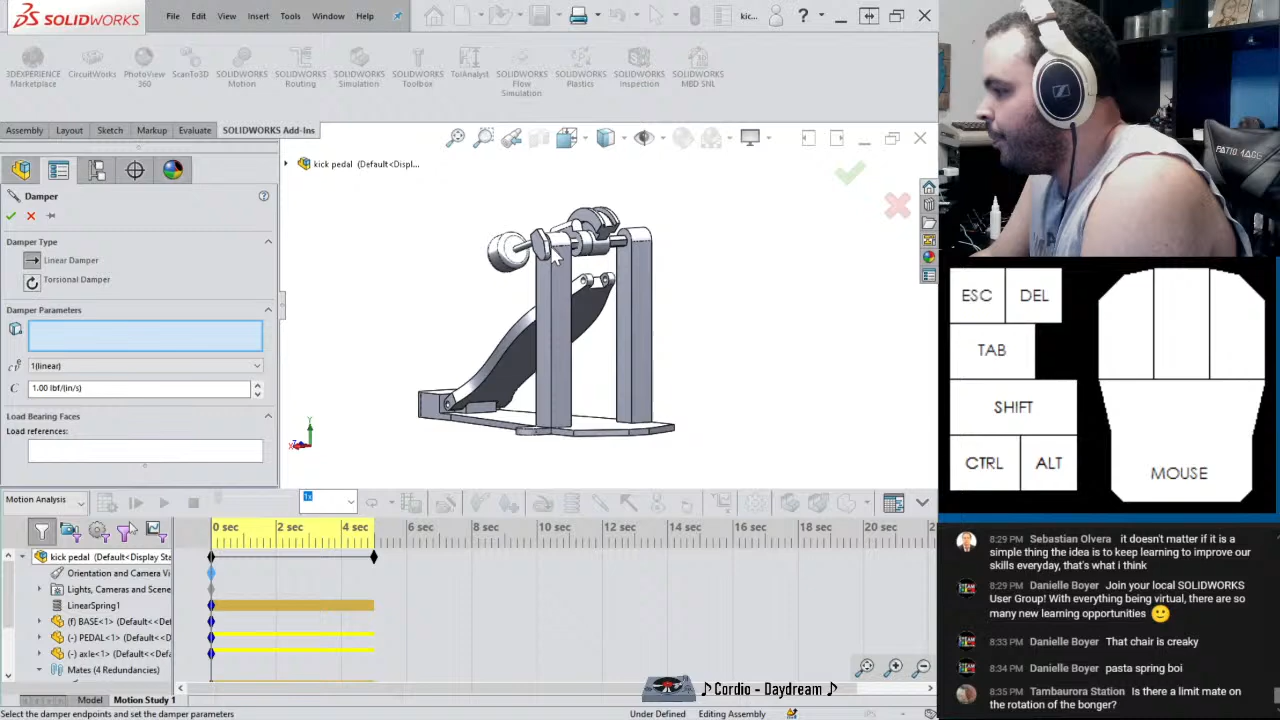 SOLIDWORKS File Edit View Insert Tools Window Help kic... ?
3DEXPERIENCE Marketplace
CircuitWorks
PhotoView 360
ScanTo3D
SOLIDWORKS Motion
SOLIDWORKS Routing
SOLIDWORKS Simulation
SOLIDWORKS Toolbox
TolAnalyst
SOLIDWORKS Flow Simulation
SOLIDWORKS Plastics
SOLIDWORKS Inspection
SOLIDWORKS MBD SNL
Assembly Layout Sketch Markup Evaluate SOLIDWORKS Add-Ins
kick pedal (Default<Displ...
Damper
Damper Type
Linear Damper
Torsional Damper
Damper Parameters
1(linear)
C 1.00 lbf/(in/s)
Load Bearing Faces
Load references:
Y
Motion Analysis 1x
0 sec 2 sec 4 sec 6 sec 8 sec 10 sec 12 sec 14 sec 16 sec 18 sec 20 sec
kick pedal (Default<Display Sta
Orientation and Camera Vi
Lights, Cameras and Scene
LinearSpring1
(f) BASE<1> (Default<<De
(-) PEDAL<1> (Default<<D
(-) axle<1> (Default<<Defa
Mates (4 Redundancies)
Model Motion Study 1
Select the damper endpoints and set the damper parameters Under Defined Editing Assembly
♪ Cordio - Daydream ♪
ESC DEL
TAB
SHIFT
CTRL ALT
MOUSE
8:29 PM Sebastian Olvera it doesn't matter if it is a
simple thing the idea is to keep learning to improve our
skills everyday, that's what i think
8:29 PM Danielle Boyer Join your local SOLIDWORKS
User Group! With everything being virtual, there are so
many new learning opportunities 🙂
8:33 PM Danielle Boyer That chair is creaky
8:34 PM Danielle Boyer pasta spring boi
8:35 PM Tambaurora Station Is there a limit mate on
the rotation of the bonger?